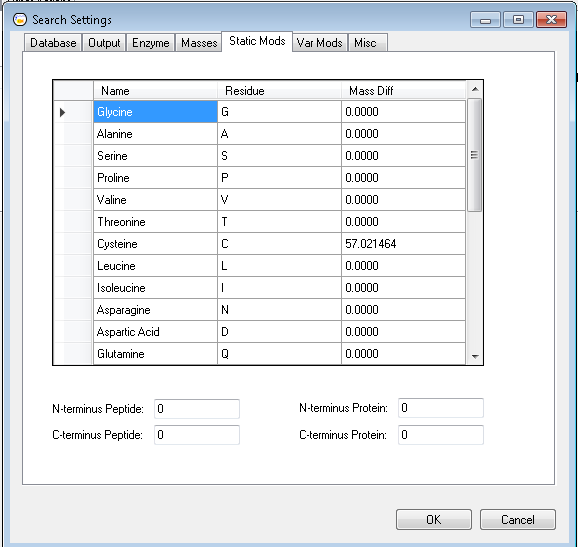 Search Settings
Database Output Enzyme Masses Static Mods Var Mods Misc
Name Residue Mass Diff
Glycine G 0.0000
Alanine A 0.0000
Serine S 0.0000
Proline P 0.0000
Valine V 0.0000
Threonine T 0.0000
Cysteine C 57.021464
Leucine L 0.0000
Isoleucine I 0.0000
Asparagine N 0.0000
Aspartic Acid D 0.0000
Glutamine Q 0.0000
N-terminus Peptide: 0 N-terminus Protein: 0
C-terminus Peptide: 0 C-terminus Protein: 0
OK Cancel